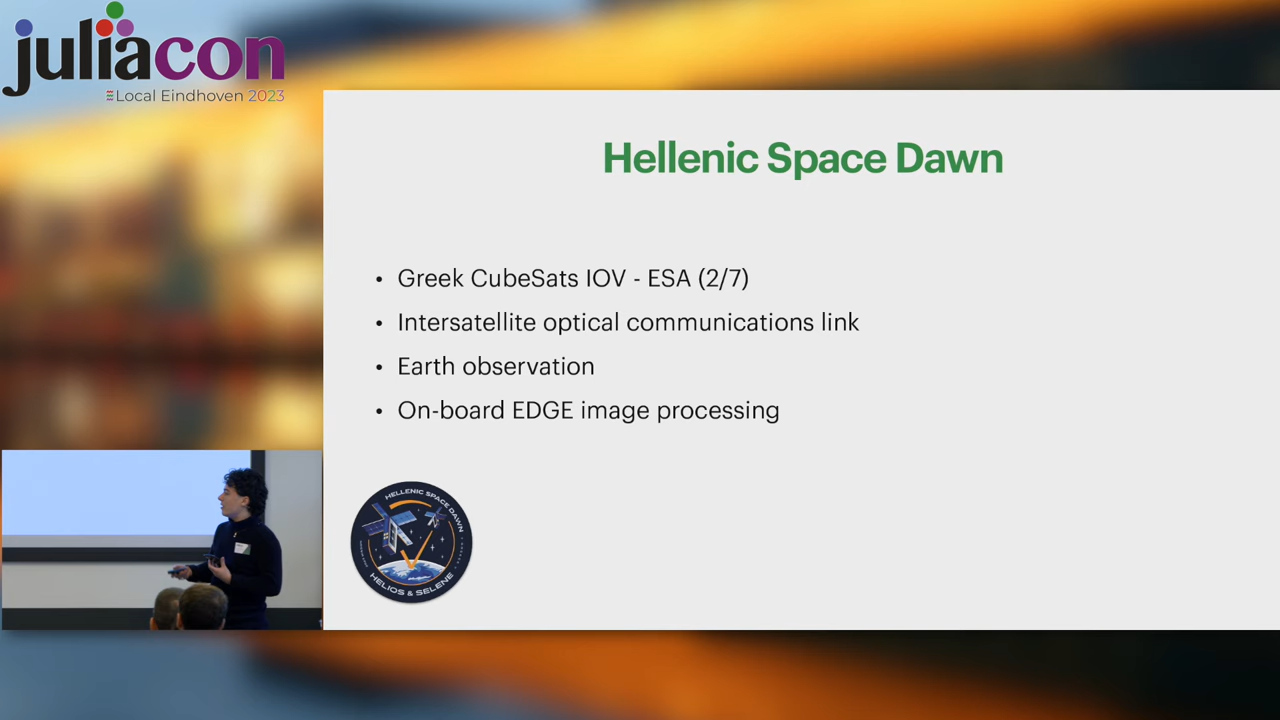 juliacon
Local Eindhoven 2023
Hellenic Space Dawn
• Greek CubeSats IOV - ESA (2/7)
• Intersatellite optical communications link
• Earth observation
• On-board EDGE image processing
HELLENIC SPACE DAWN
HELIOS & SELENE